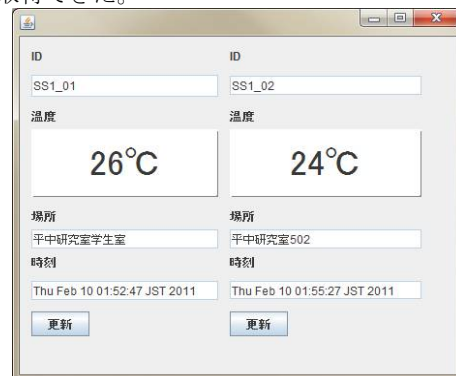 取得できた。
ID
SS1_01
温度
26℃
場所
平中研究室学生室
時刻
Thu Feb 10 01:52:47 JST 2011
更新
ID
SS1_02
温度
24℃
場所
平中研究室502
時刻
Thu Feb 10 01:55:27 JST 2011
更新